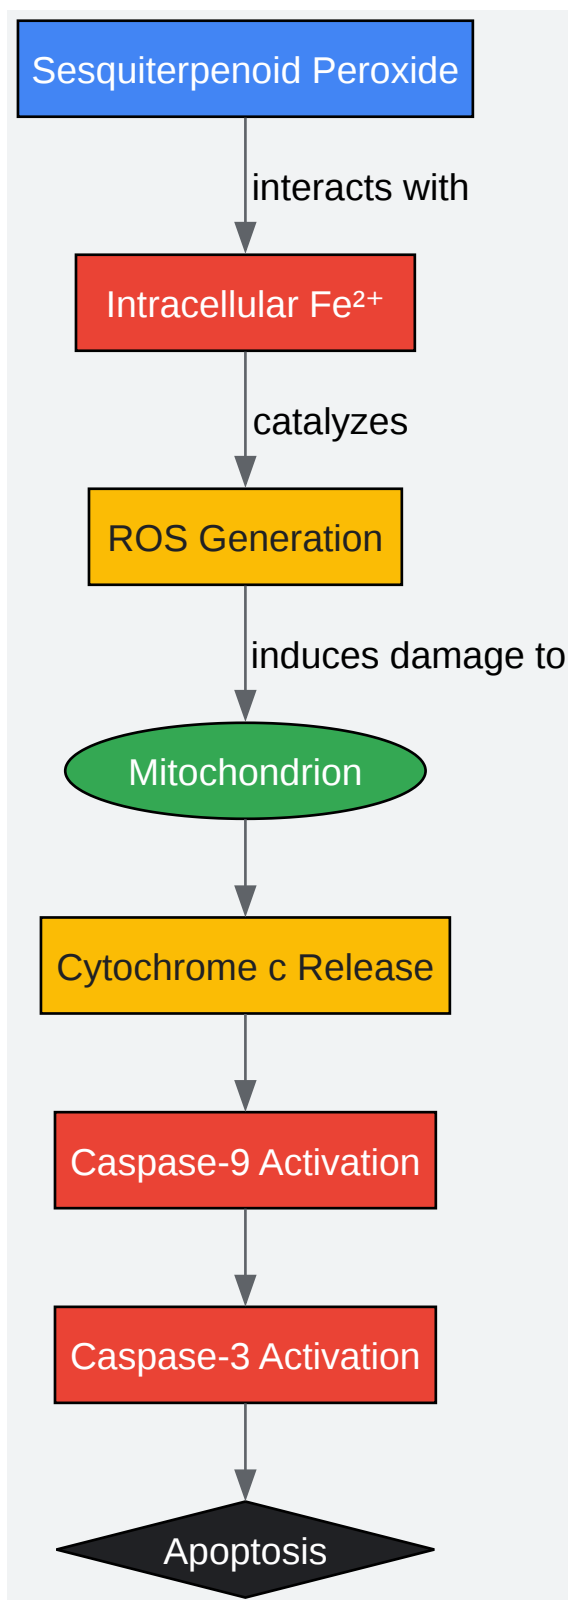 Sesquiterpenoid Peroxide
interacts with
Intracellular Fe²⁺
catalyzes
ROS Generation
induces damage to
Mitochondrion
Cytochrome c Release
Caspase-9 Activation
Caspase-3 Activation
Apoptosis